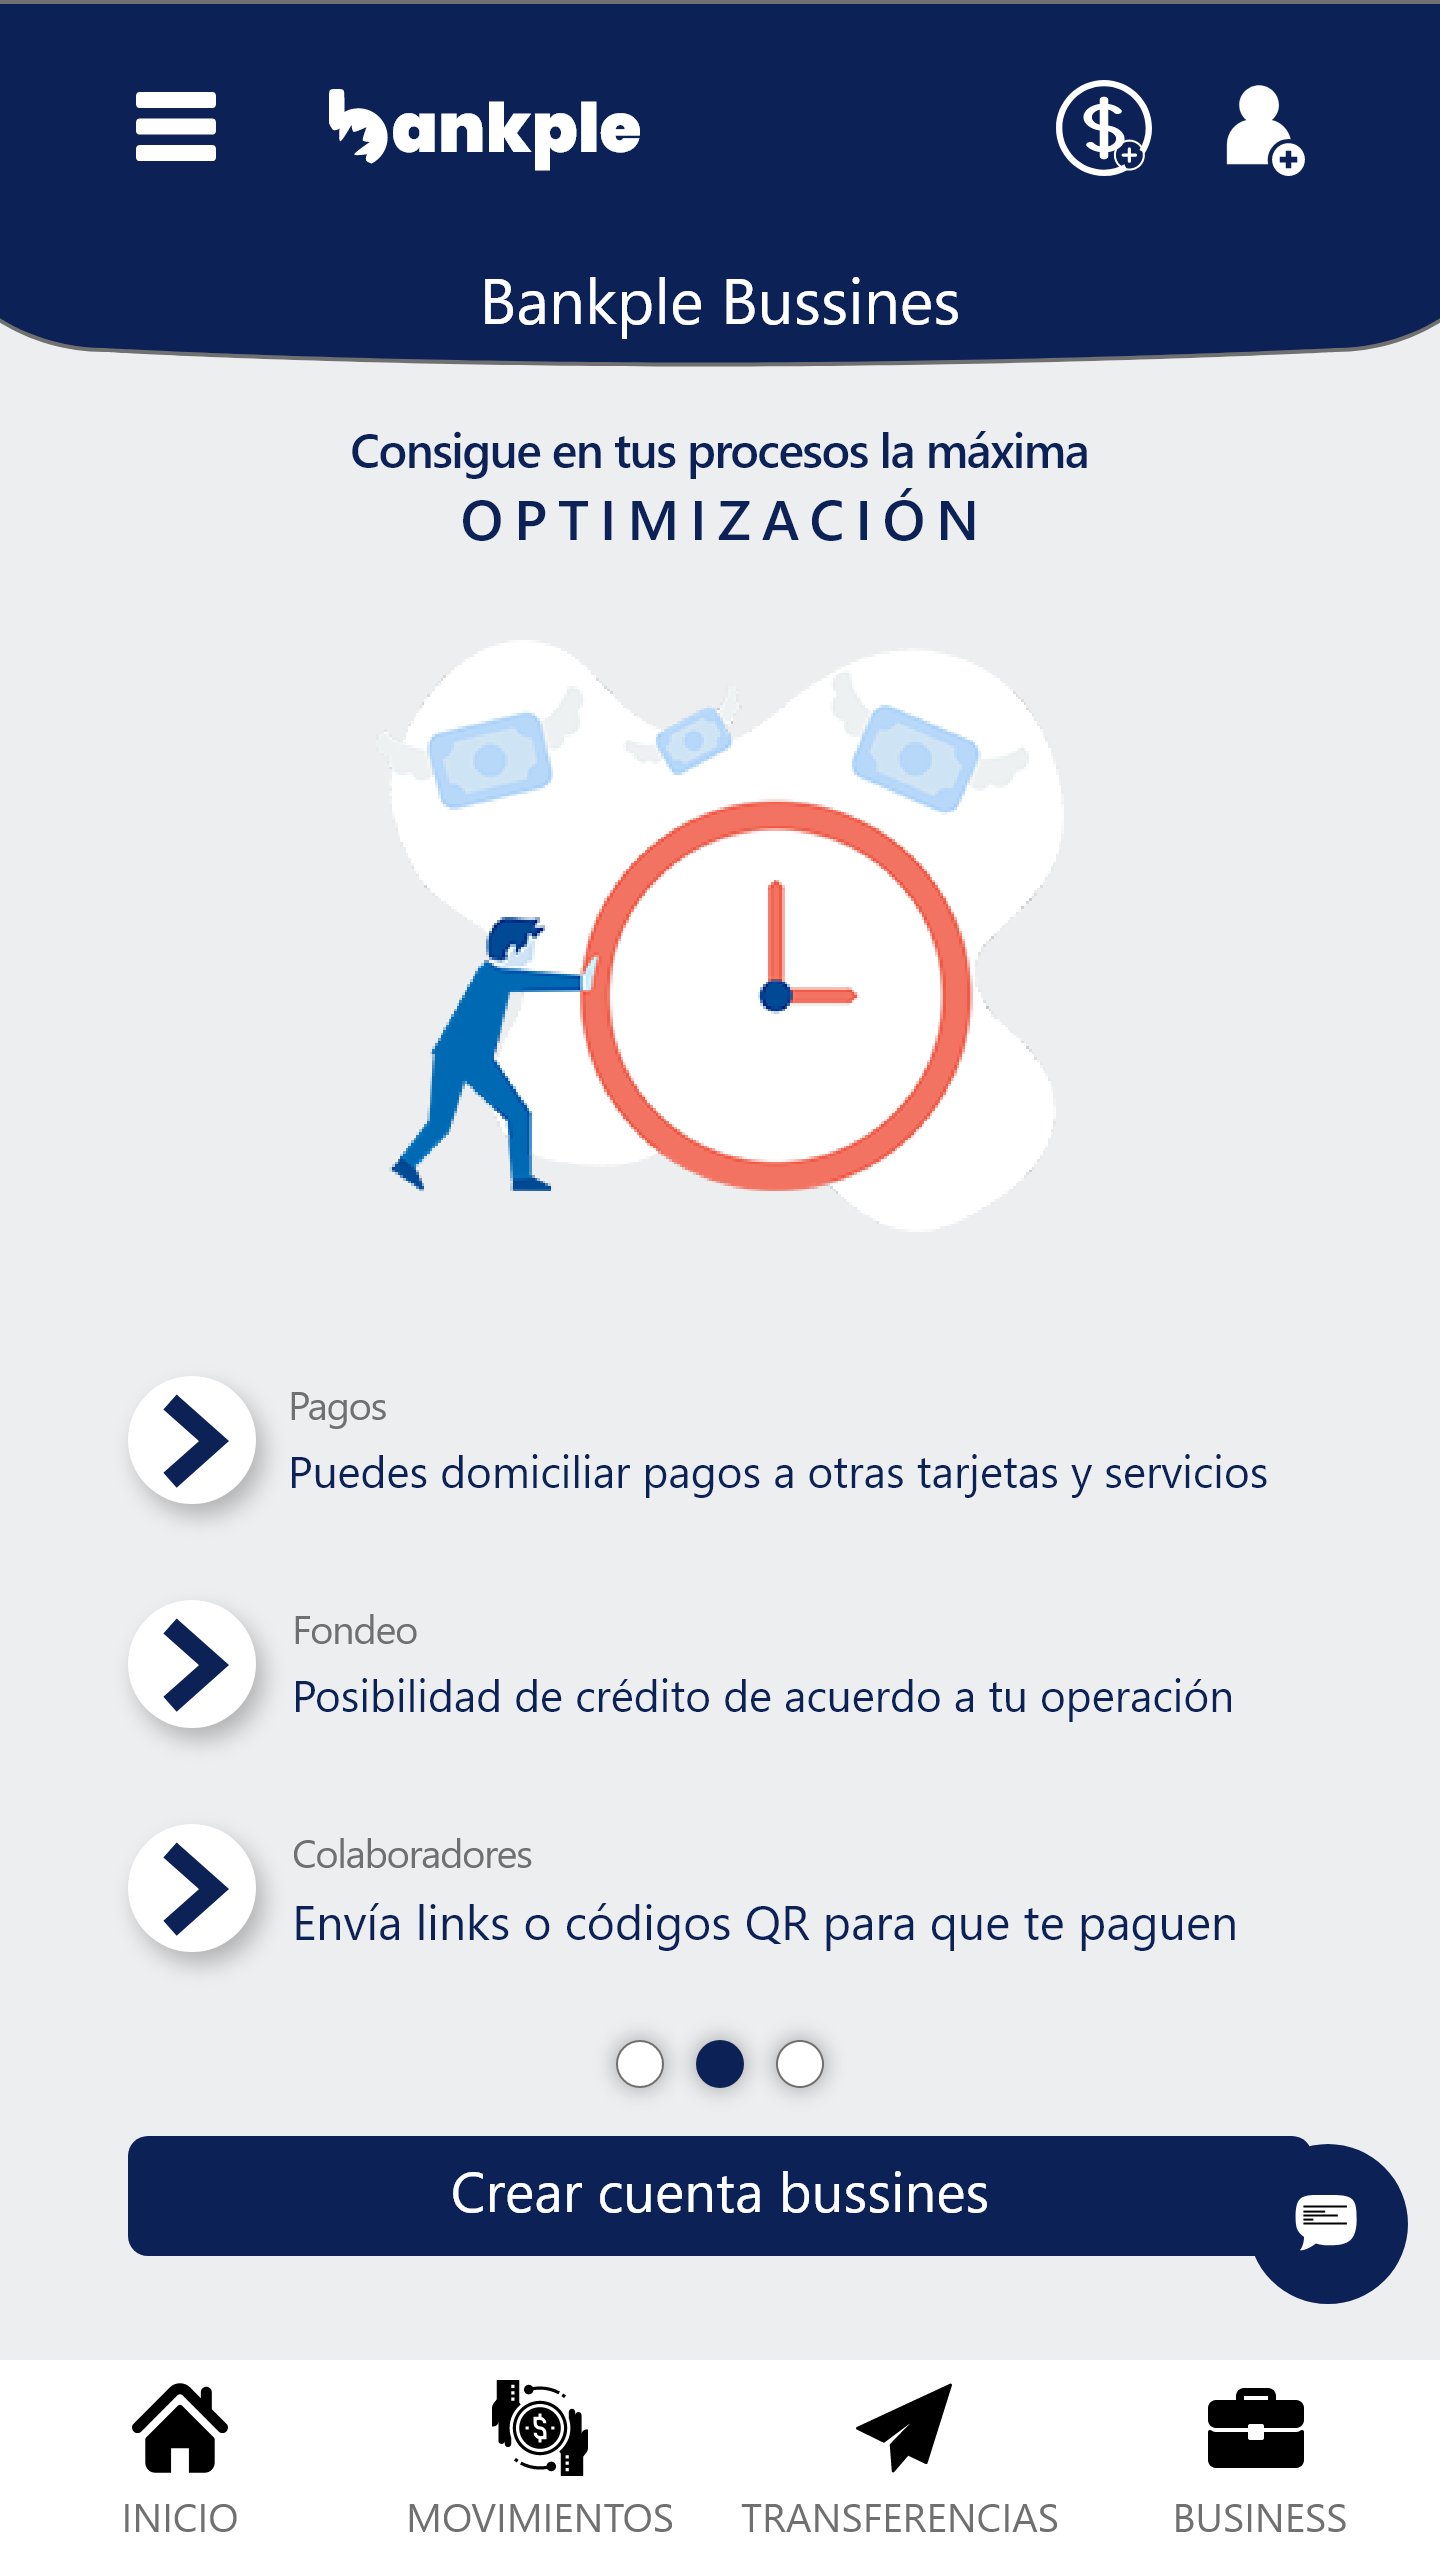 bankple
Bankple Bussines
Consigue en tus procesos la máxima
OPTIMIZACIÓN
Pagos
Puedes domiciliar pagos a otras tarjetas y servicios
Fondeo
Posibilidad de crédito de acuerdo a tu operación
Colaboradores
Envía links o códigos QR para que te paguen
Crear cuenta bussines
INICIO
MOVIMIENTOS
TRANSFERENCIAS
BUSINESS